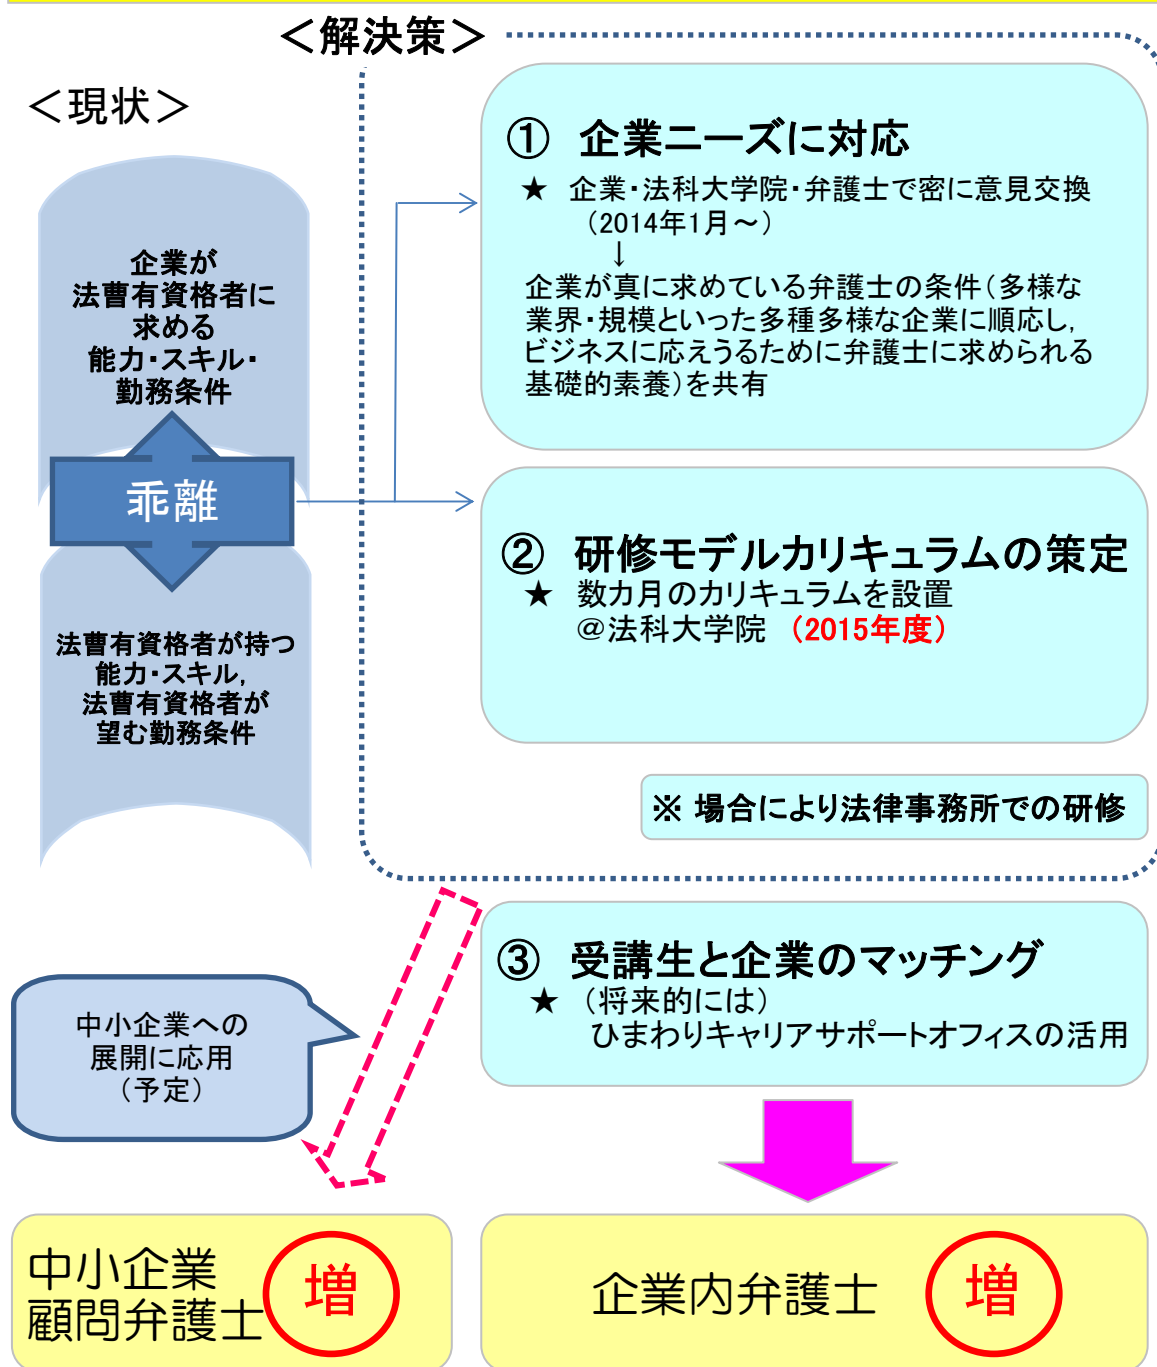 ＜解決策＞
＜現状＞
企業が
法曹有資格者に
求める
能力・スキル・
勤務条件
乖離
法曹有資格者が持つ
能力・スキル，
法曹有資格者が
望む勤務条件
① 企業ニーズに対応
★ 企業・法科大学院・弁護士で密に意見交換
（2014年1月～）
↓
企業が真に求めている弁護士の条件（多様な
業界・規模といった多種多様な企業に順応し，
ビジネスに応えうるために弁護士に求められる
基礎的素養）を共有
② 研修モデルカリキュラムの策定
★ 数カ月のカリキュラムを設置
＠法科大学院 （2015年度）
※ 場合により法律事務所での研修
③ 受講生と企業のマッチング
★ （将来的には）
ひまわりキャリアサポートオフィスの活用
中小企業への
展開に応用
（予定）
中小企業
顧問弁護士
増
企業内弁護士 増